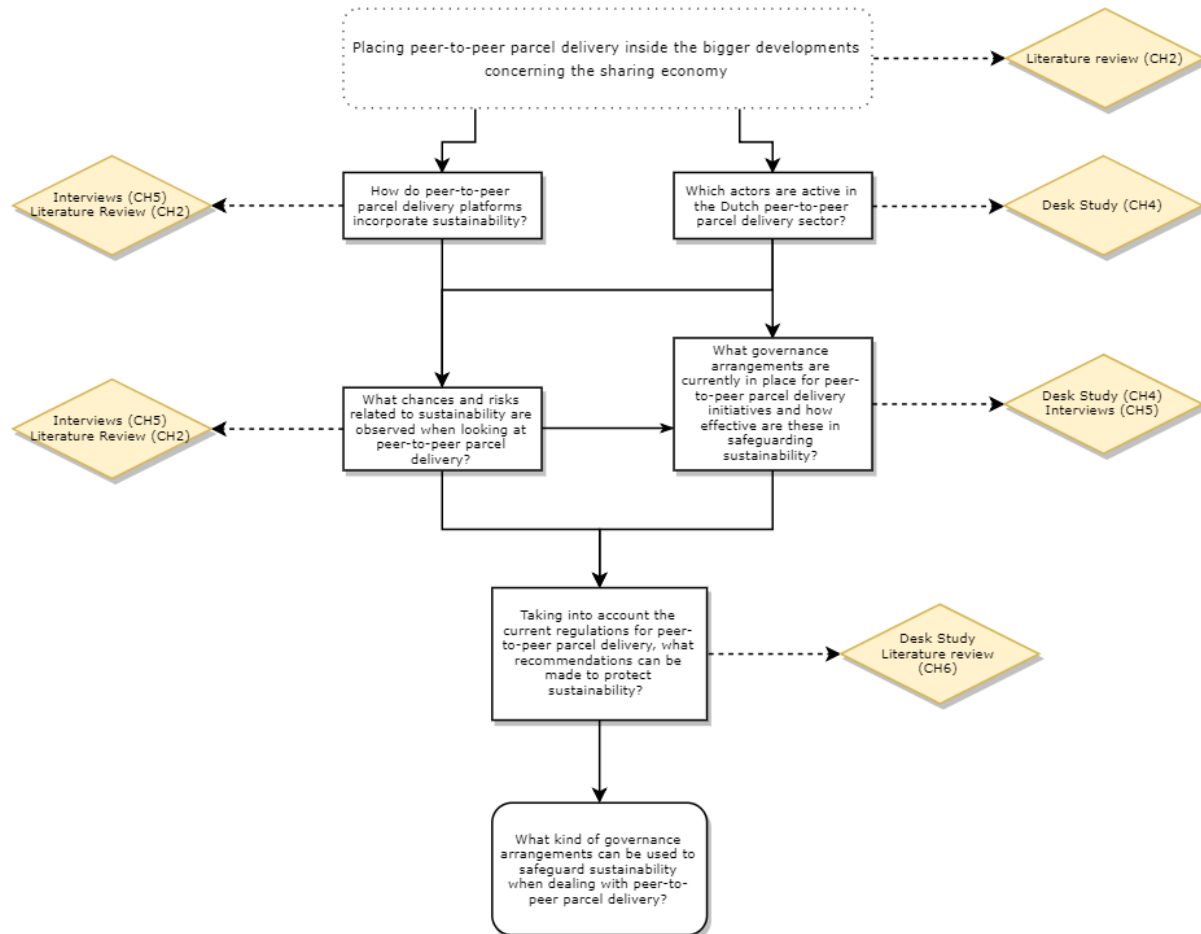 Placing peer-to-peer parcel delivery inside the bigger developments
concerning the sharing economy
Literature review (CH2)
Interviews (CH5)
Literature Review (CH2)
How do peer-to-peer
parcel delivery platforms
incorporate sustainability?
Which actors are active in
the Dutch peer-to-peer
parcel delivery sector?
Desk Study (CH4)
Interviews (CH5)
Literature Review (CH2)
What chances and risks
related to sustainability are
observed when looking at
peer-to-peer parcel
delivery?
What governance
arrangements are
currently in place for peer-
to-peer parcel delivery
initiatives and how
effective are these in
safeguarding
sustainability?
Desk Study (CH4)
Interviews (CH5)
Taking into account the
current regulations for peer-
to-peer parcel delivery, what
recommendations can be
made to protect
sustainability?
Desk Study
Literature review
(CH6)
What kind of governance
arrangements can be used to
safeguard sustainability
when dealing with peer-to-
peer parcel delivery?